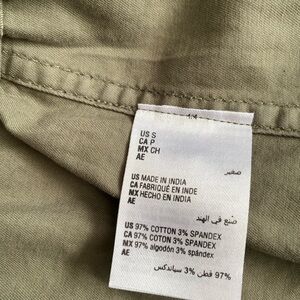 US S
CA P
MX CH
AE
صغير
US MADE IN INDIA
CA FABRIQUÉ EN INDE
MX HECHO EN INDIA
AE
صنع في الهند
US 97% COTTON 3% SPANDEX
CA 97% COTON 3% SPANDEX
MX 97% algodón 3% spándex
AE
97% قطن 3% سباندكس